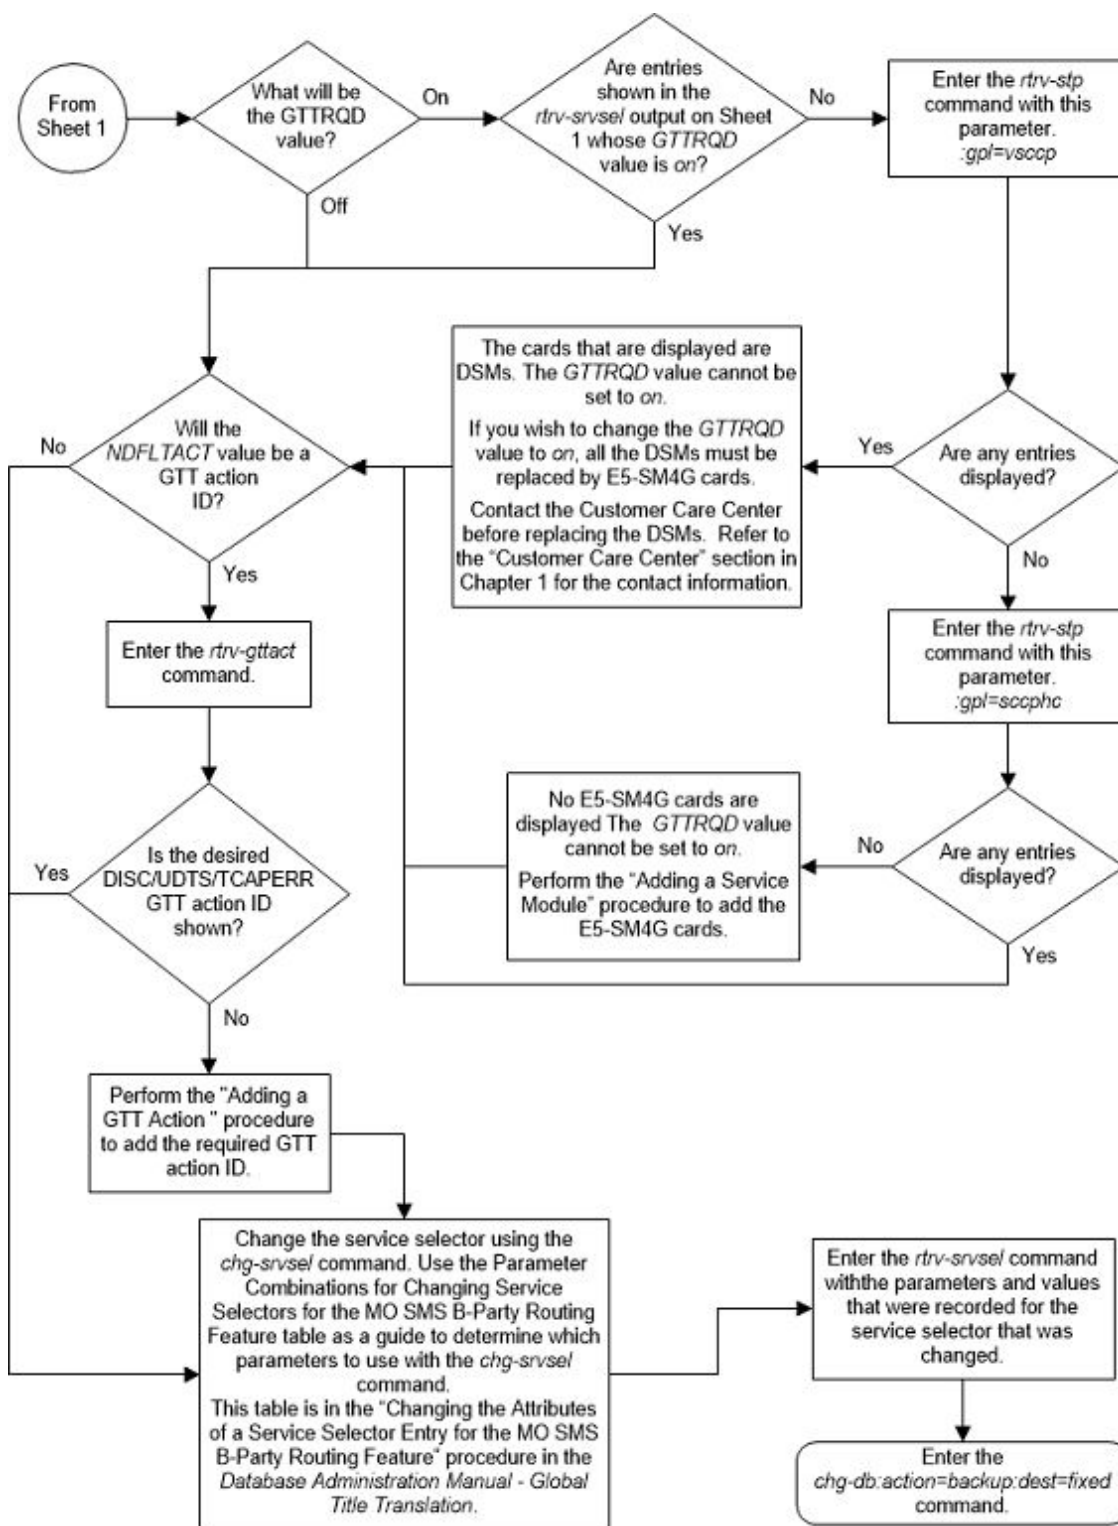 From
Sheet 1
What will be
the GTTRQD
value?
On
Off
Are entries
shown in the
rtrv-srvsel output on Sheet
1 whose GTTRQD
value is on?
No
Yes
Enter the rtrv-stp
command with this
parameter.
:gpl=vsccp
The cards that are displayed are
DSMs. The GTTRQD value cannot be
set to on.
If you wish to change the GTTRQD
value to on, all the DSMs must be
replaced by E5-SM4G cards.
Contact the Customer Care Center
before replacing the DSMs. Refer to
the “Customer Care Center” section in
Chapter 1 for the contact information.
Yes
Are any entries
displayed?
No
No
Will the
NDFLTACT value be a
GTT action
ID?
Yes
Enter the rtrv-gttact
command.
Enter the rtrv-stp
command with this
parameter.
:gpl=sccphc
No E5-SM4G cards are
displayed The GTTRQD value
cannot be set to on.
Perform the “Adding a Service
Module” procedure to add the
E5-SM4G cards.
No
Are any entries
displayed?
Yes
Yes
Is the desired
DISC/UDTS/TCAPERR
GTT action ID
shown?
No
Perform the "Adding a
GTT Action " procedure
to add the required GTT
action ID.
Change the service selector using the
chg-srvsel command. Use the Parameter
Combinations for Changing Service
Selectors for the MO SMS B-Party Routing
Feature table as a guide to determine which
parameters to use with the chg-srvsel
command.
This table is in the “Changing the Attributes
of a Service Selector Entry for the MO SMS
B-Party Routing Feature” procedure in the
Database Administration Manual - Global
Title Translation.
Enter the rtrv-srvsel command
withthe parameters and values
that were recorded for the
service selector that was
changed.
Enter the
chg-db:action=backup:dest=fixed
command.